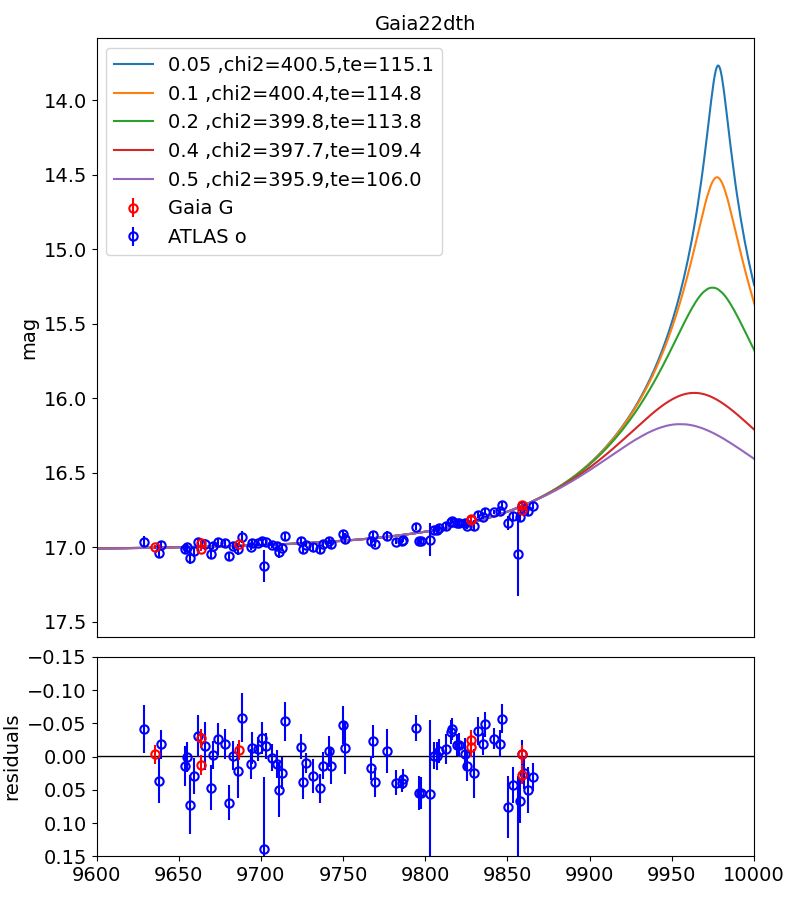 Gaia22dth
0.05 ,chi2=400.5,te=115.1
0.1 ,chi2=400.4,te=114.8
0.2 ,chi2=399.8,te=113.8
0.4 ,chi2=397.7,te=109.4
0.5 ,chi2=395.9,te=106.0
Gaia G
ATLAS o
mag
14.0
14.5
15.0
15.5
16.0
16.5
17.0
17.5
residuals
−0.15
−0.10
−0.05
0.00
0.05
0.10
0.15
9600 9650 9700 9750 9800 9850 9900 9950 10000